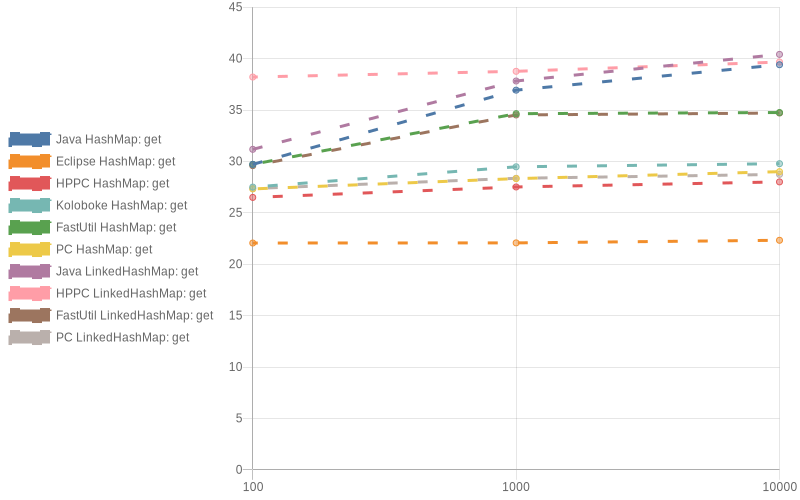 Java HashMap: get
Eclipse HashMap: get
HPPC HashMap: get
Koloboke HashMap: get
FastUtil HashMap: get
PC HashMap: get
Java LinkedHashMap: get
HPPC LinkedHashMap: get
FastUtil LinkedHashMap: get
PC LinkedHashMap: get
45
40
35
30
25
20
15
10
5
0
100 1000 10000